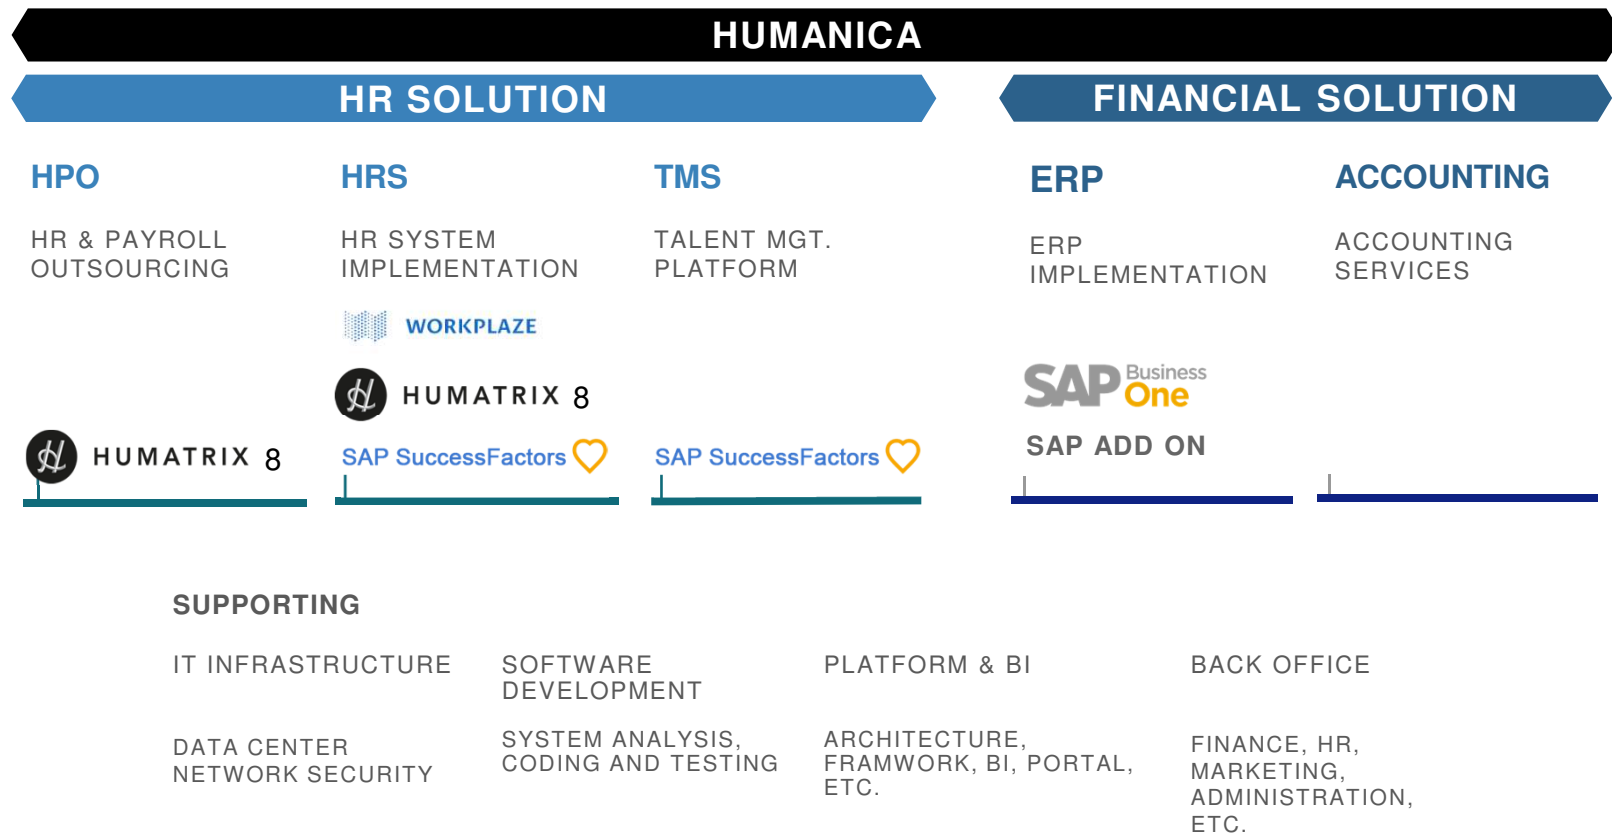 HUMANICA
HR SOLUTION
FINANCIAL SOLUTION
HPO
HR & PAYROLL
OUTSOURCING
HUMATRIX 8
HRS
HR SYSTEM
IMPLEMENTATION
WORKPLAZE
HUMATRIX 8
SAP SuccessFactors
TMS
TALENT MGT.
PLATFORM
SAP SuccessFactors
ERP
ERP
IMPLEMENTATION
SAP Business
One
SAP ADD ON
ACCOUNTING
ACCOUNTING
SERVICES
SUPPORTING
IT INFRASTRUCTURE
DATA CENTER
NETWORK SECURITY
SOFTWARE
DEVELOPMENT
SYSTEM ANALYSIS,
CODING AND TESTING
PLATFORM & BI
ARCHITECTURE,
FRAMWORK, BI, PORTAL,
ETC.
BACK OFFICE
FINANCE, HR,
MARKETING,
ADMINISTRATION,
ETC.